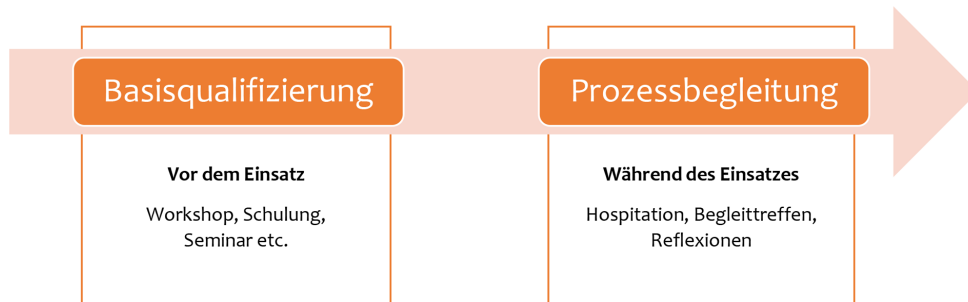 Basisqualifizierung
Vor dem Einsatz
Workshop, Schulung,
Seminar etc.
Prozessbegleitung
Während des Einsatzes
Hospitation, Begleittreffen,
Reflexionen